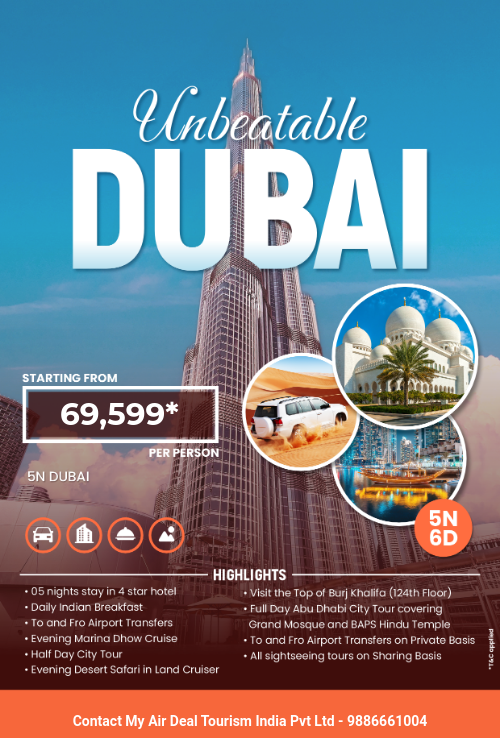 Unbeatable
DUBAI
STARTING FROM
69,599*
PER PERSON
5N DUBAI
5N
6D
HIGHLIGHTS
• 05 nights stay in 4 star hotel
• Daily Indian Breakfast
• To and Fro Airport Transfers
• Evening Marina Dhow Cruise
• Half Day City Tour
• Evening Desert Safari in Land Cruiser
• Visit the Top of Burj Khalifa (124th Floor)
• Full Day Abu Dhabi City Tour covering
Grand Mosque and BAPS Hindu Temple
• To and Fro Airport Transfers on Private Basis
• All sightseeing tours on Sharing Basis
*T&C applied
Contact My Air Deal Tourism India Pvt Ltd - 9886661004